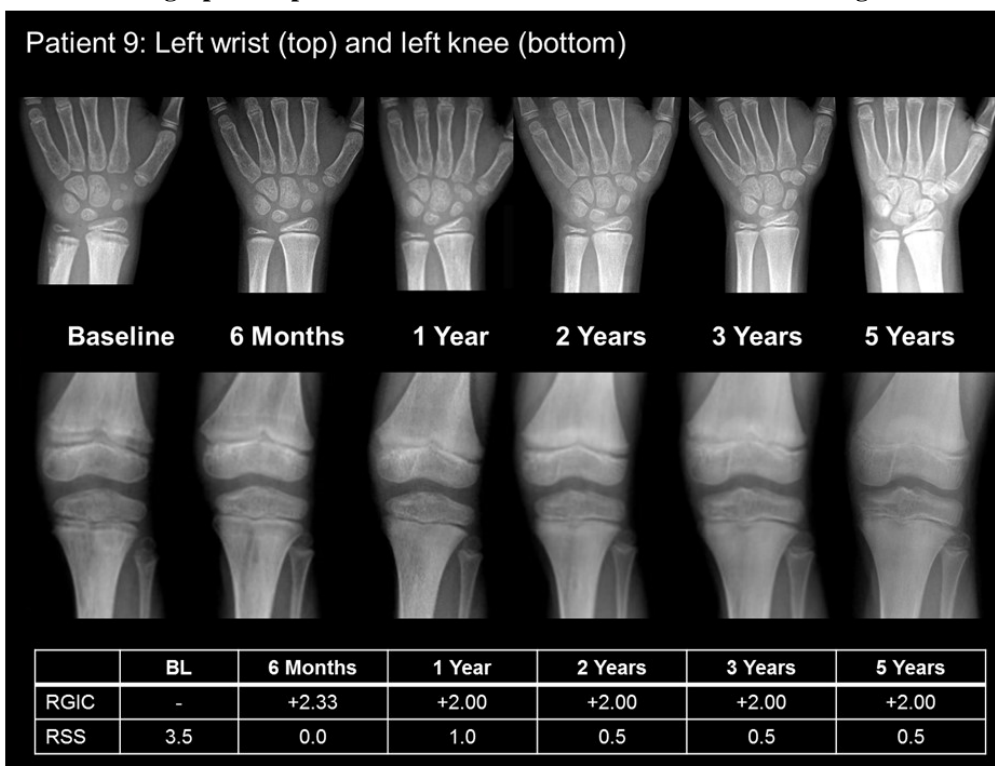 Patient 9: Left wrist (top) and left knee (bottom)
Baseline 6 Months 1 Year 2 Years 3 Years 5 Years
BL 6 Months 1 Year 2 Years 3 Years 5 Years
RGIC - +2.33 +2.00 +2.00 +2.00 +2.00
RSS 3.5 0.0 1.0 0.5 0.5 0.5